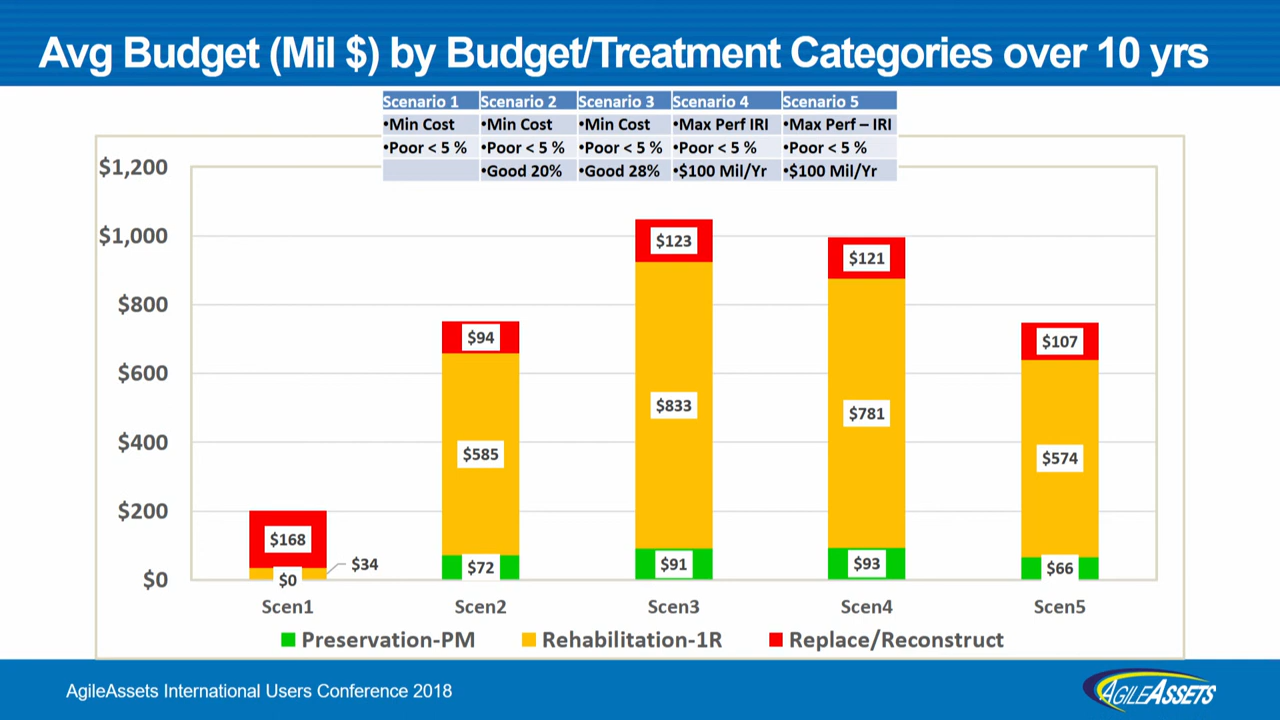 Avg Budget (Mil $) by Budget/Treatment Categories over 10 yrs
Scenario 1 Scenario 2 Scenario 3 Scenario 4 Scenario 5
•Min Cost •Min Cost •Min Cost •Max Perf IRI •Max Perf – IRI
•Poor < 5 % •Poor < 5 % •Poor < 5 % •Poor < 5 % •Poor < 5 %
•Good 20% •Good 28% •$100 Mil/Yr •$100 Mil/Yr
$1,200
$1,000
$800
$600
$400
$200
$0
$168
$0
$34
$94
$585
$72
$123
$833
$91
$121
$781
$93
$107
$574
$66
Scen1 Scen2 Scen3 Scen4 Scen5
Preservation-PM Rehabilitation-1R Replace/Reconstruct
AgileAssets International Users Conference 2018
AGILEASSETS